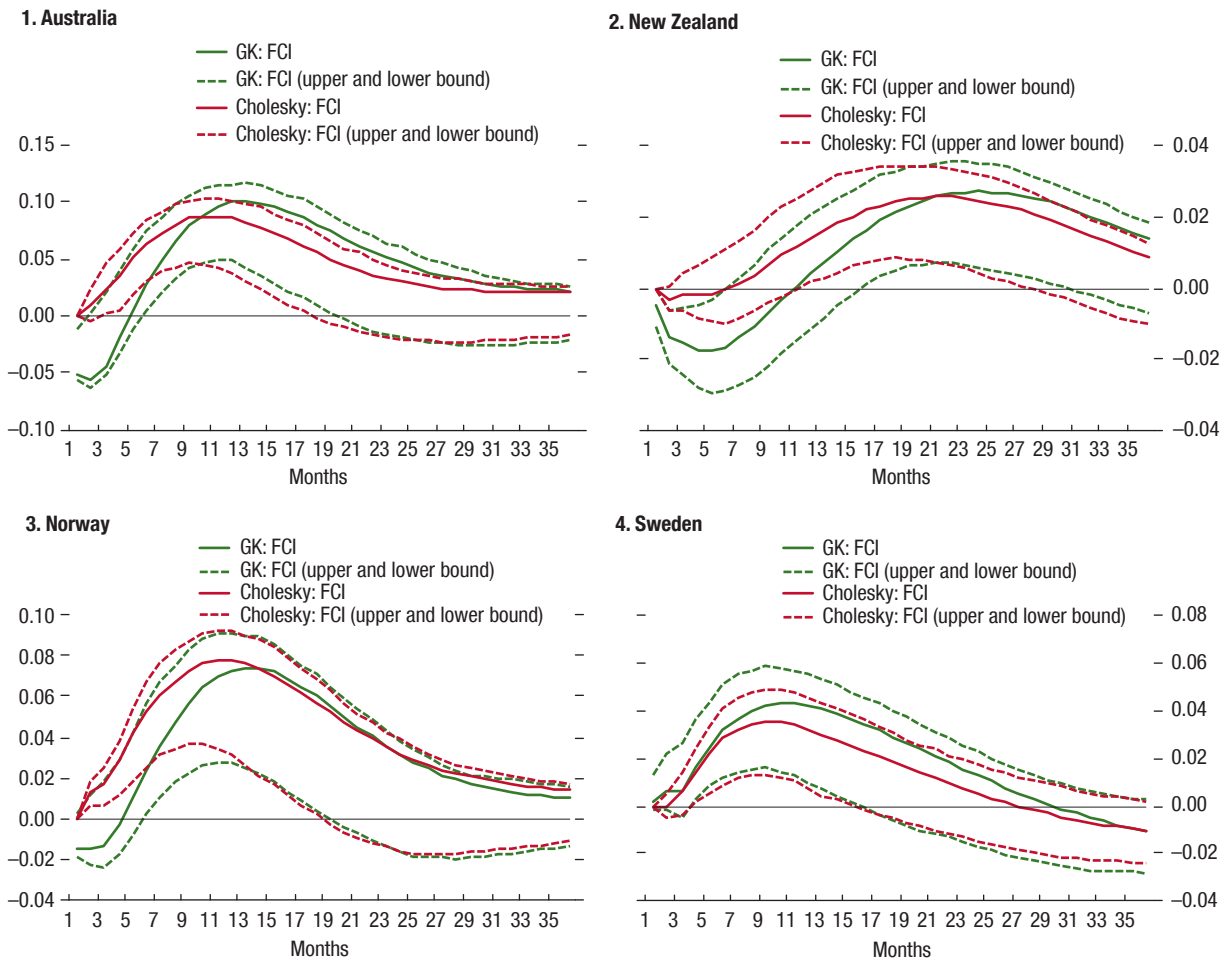 1. Australia
GK: FCI
GK: FCI (upper and lower bound)
Cholesky: FCI
Cholesky: FCI (upper and lower bound)
0.15
0.10
0.05
0.00
–0.05
–0.10
1 3 5 7 9 11 13 15 17 19 21 23 25 27 29 31 33 35
Months
2. New Zealand
GK: FCI
GK: FCI (upper and lower bound)
Cholesky: FCI
Cholesky: FCI (upper and lower bound)
0.04
0.02
0.00
–0.02
–0.04
1 3 5 7 9 11 13 15 17 19 21 23 25 27 29 31 33 35
Months
3. Norway
GK: FCI
GK: FCI (upper and lower bound)
Cholesky: FCI
Cholesky: FCI (upper and lower bound)
0.10
0.08
0.06
0.04
0.02
0.00
–0.02
–0.04
1 3 5 7 9 11 13 15 17 19 21 23 25 27 29 31 33 35
Months
4. Sweden
GK: FCI
GK: FCI (upper and lower bound)
Cholesky: FCI
Cholesky: FCI (upper and lower bound)
0.08
0.06
0.04
0.02
0.00
–0.02
–0.04
1 3 5 7 9 11 13 15 17 19 21 23 25 27 29 31 33 35
Months